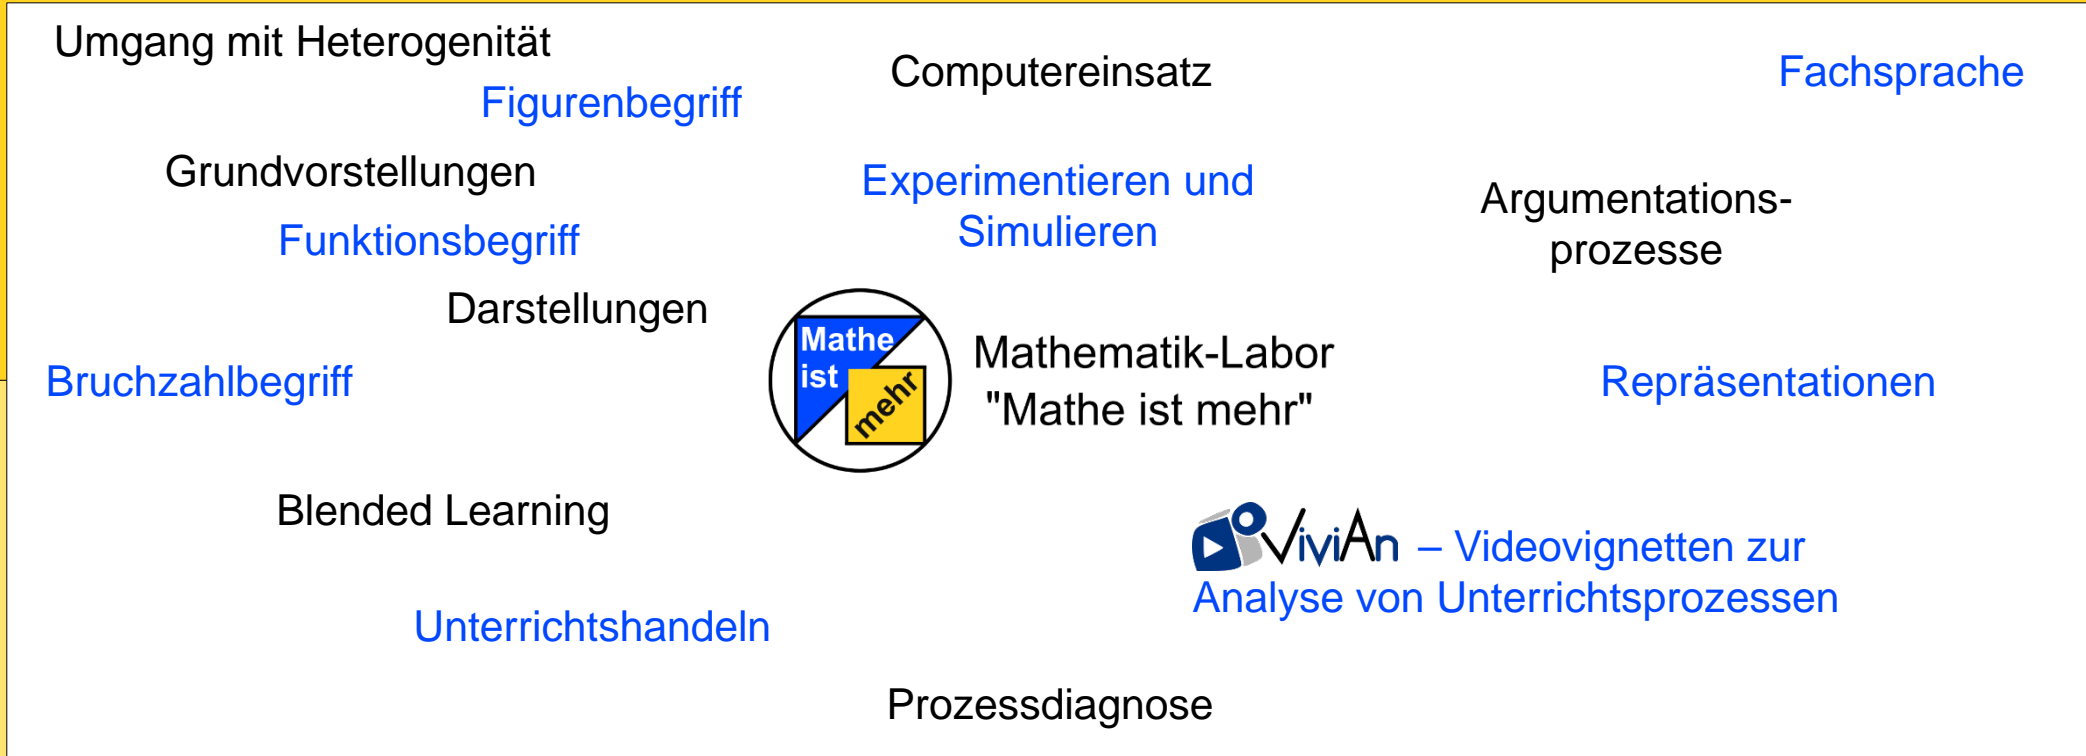 Umgang mit Heterogenität
Computereinsatz
Fachsprache
Figurenbegriff
Grundvorstellungen
Experimentieren und
Simulieren
Argumentations-
prozesse
Funktionsbegriff
Darstellungen
Mathe
ist
mehr
Mathematik-Labor
"Mathe ist mehr"
Bruchzahlbegriff
Repräsentationen
Blended Learning
ViviAn – Videovignetten zur
Analyse von Unterrichtsprozessen
Unterrichtshandeln
Prozessdiagnose